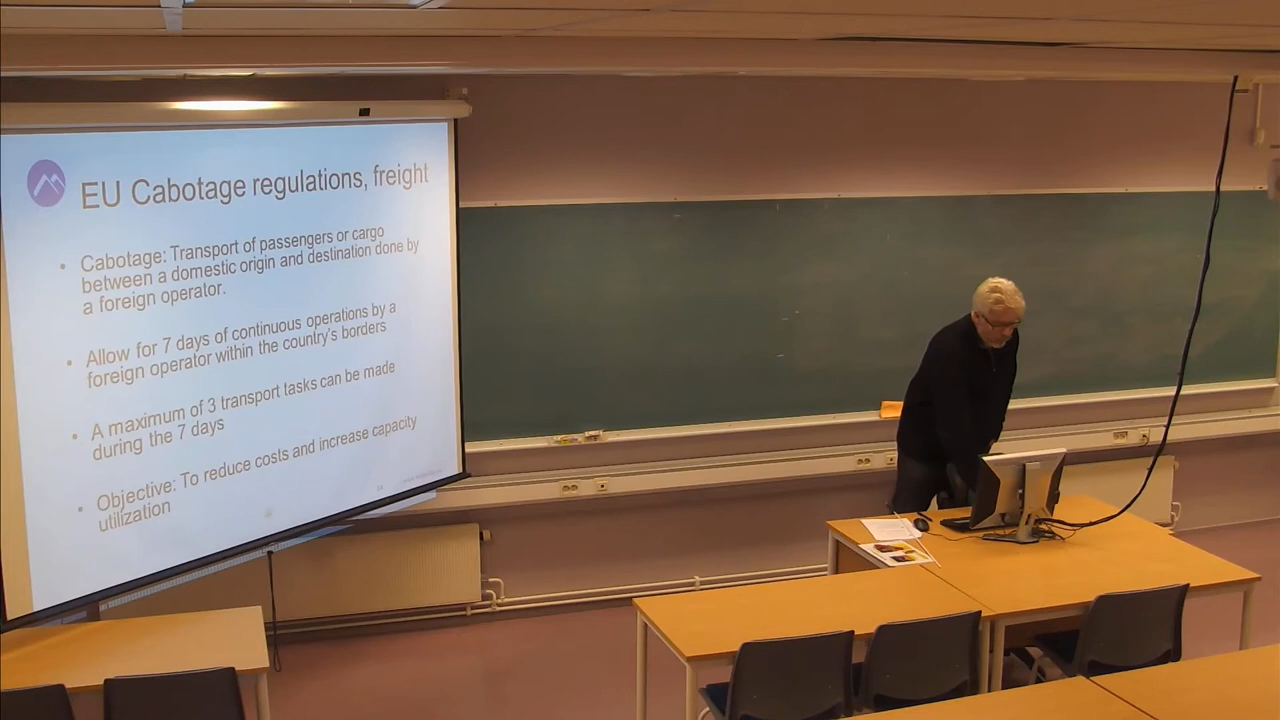 EU Cabotage regulations, freight
• Cabotage: Transport of passengers or cargo
between a domestic origin and destination done by
a foreign operator.
• Allow for 7 days of continuous operations by a
foreign operator within the country's borders
• A maximum of 3 transport tasks can be made
during the 7 days
• Objective: To reduce costs and increase capacity
utilization